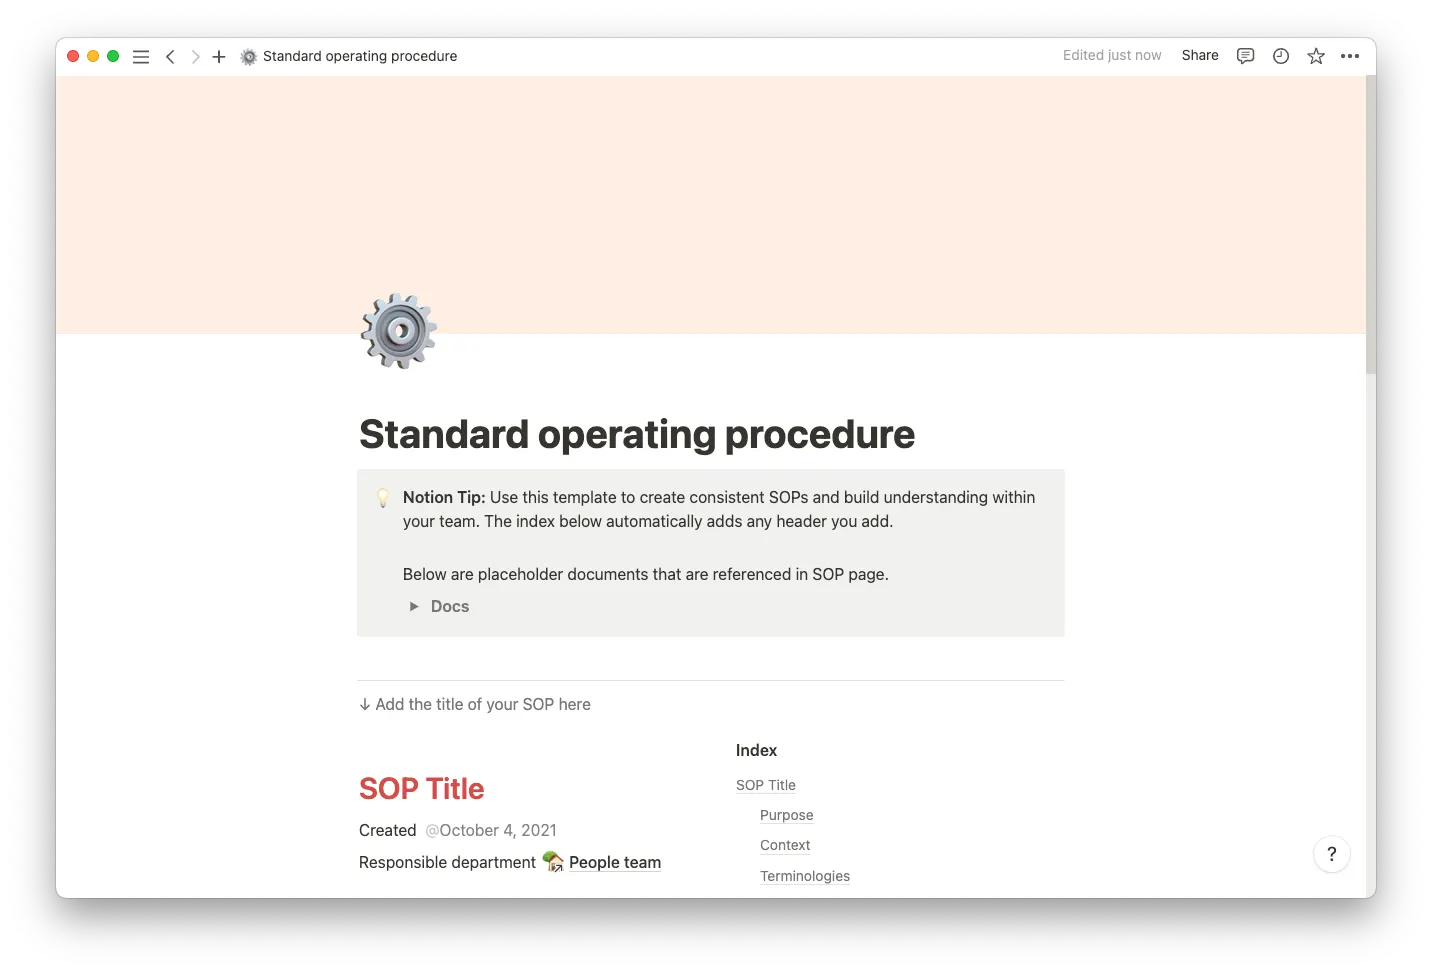 Standard operating procedure
Edited just now
Share
Standard operating procedure
Notion Tip: Use this template to create consistent SOPs and build understanding within
your team. The index below automatically adds any header you add.
Below are placeholder documents that are referenced in SOP page.
Docs
↓ Add the title of your SOP here
SOP Title
Created @October 4, 2021
Responsible department People team
Index
SOP Title
Purpose
Context
Terminologies
?